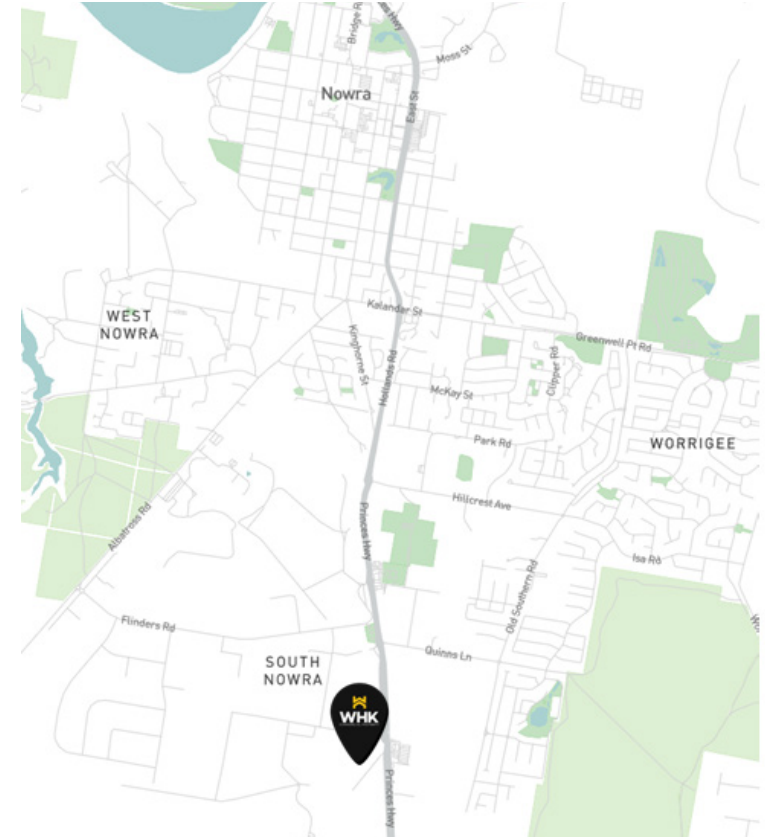 Bridge R
es Hwy
Moss St
Nowra
East St
Kalandar St
WEST
NOWRA
Greenwell Pt Rd
Kinghorne St
Hollands Rd
Clipper Rd
McKay St
Park Rd
WORRIGEE
Hillcrest Ave
Princes Hwy
Albatross Rd
Isa Rd
Old Southern Rd
Flinders Rd
Quinns Ln
SOUTH
NOWRA
WHK
Princes Hwy